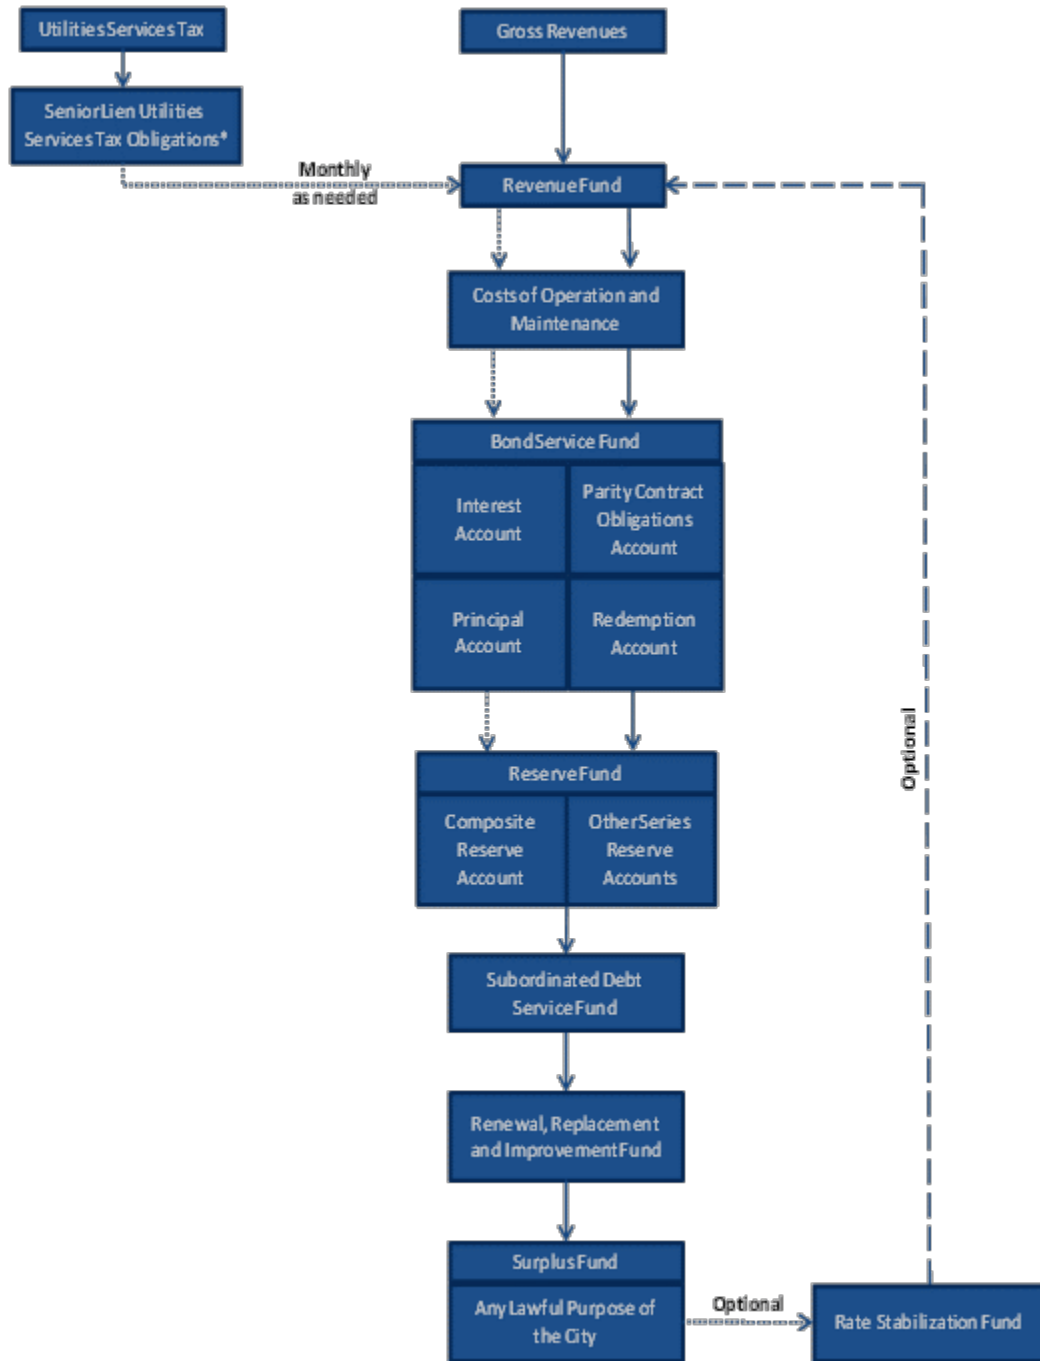 Utilities Services Tax
Gross Revenues
Senior Lien Utilities
Services Tax Obligations*
Monthly
as needed
Revenue Fund
Costs of Operation and
Maintenance
Bond Service Fund
Interest
Account
Parity Contract
Obligations
Account
Principal
Account
Redemption
Account
Optional
Reserve Fund
Composite
Reserve
Account
Other Series
Reserve
Accounts
Subordinated Debt
Service Fund
Renewal, Replacement
and Improvement Fund
Surplus Fund
Any Lawful Purpose of
the City
Optional
Rate Stabilization Fund